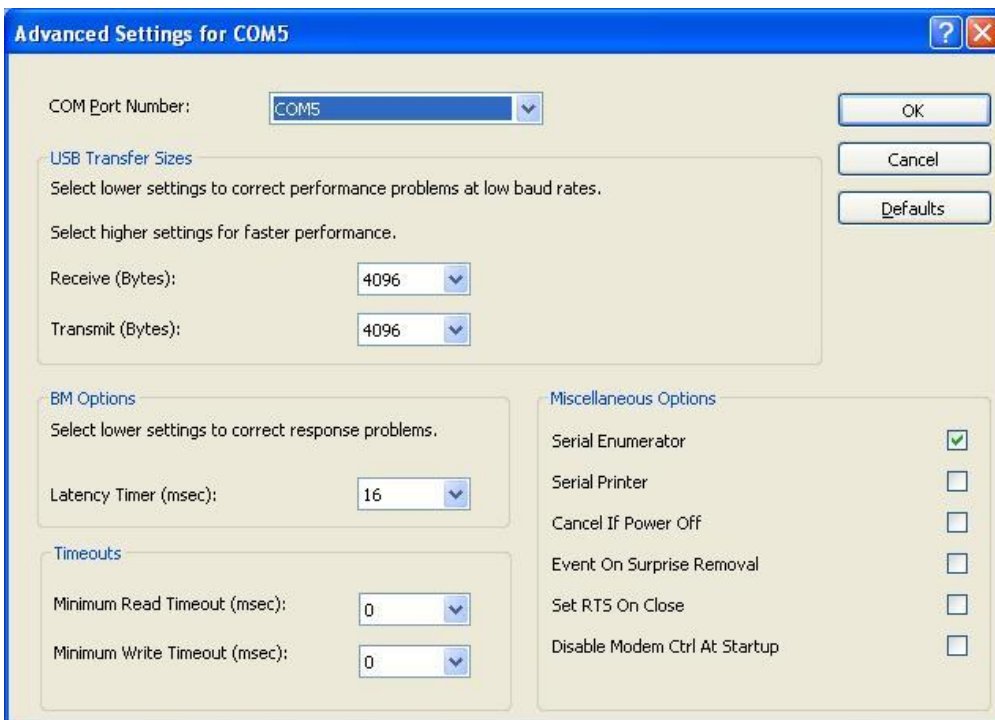 Advanced Settings for COM5
COM Port Number: COM5
OK
USB Transfer Sizes
Cancel
Select lower settings to correct performance problems at low baud rates.
Defaults
Select higher settings for faster performance.
Receive (Bytes): 4096
Transmit (Bytes): 4096
BM Options
Select lower settings to correct response problems.
Latency Timer (msec): 16
Timeouts
Minimum Read Timeout (msec): 0
Minimum Write Timeout (msec): 0
Miscellaneous Options
Serial Enumerator
Serial Printer
Cancel If Power Off
Event On Surprise Removal
Set RTS On Close
Disable Modem Ctrl At Startup